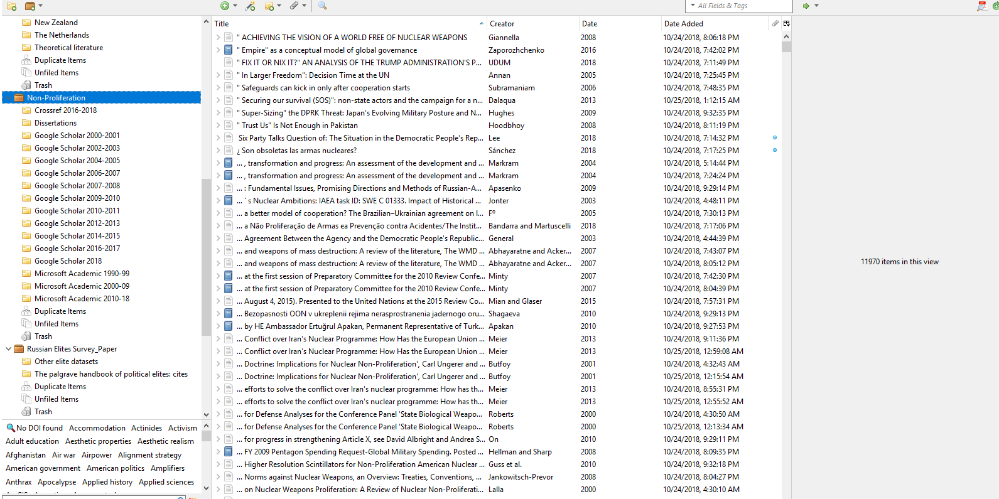 All Fields & Tags
New Zealand
The Netherlands
Theoretical literature
Duplicate Items
Unfiled Items
Trash
Non-Proliferation
Crossref 2016-2018
Dissertations
Google Scholar 2000-2001
Google Scholar 2002-2003
Google Scholar 2004-2005
Google Scholar 2006-2007
Google Scholar 2007-2008
Google Scholar 2009-2010
Google Scholar 2010-2011
Google Scholar 2012-2013
Google Scholar 2014-2015
Google Scholar 2016-2017
Google Scholar 2018
Microsoft Academic 1990-99
Microsoft Academic 2000-09
Microsoft Academic 2010-18
Duplicate Items
Unfiled Items
Trash
Russian Elites Survey_Paper
Other elite datasets
The palgrave handbook of political elites: cites
Duplicate Items
Unfiled Items
Trash
No DOI found Accommodation Actinides Activism
Adult education Aesthetic properties Aesthetic realism
Afghanistan Air war Airpower Alignment strategy
American government American politics Amplifiers
Anthrax Apocalypse Applied history Applied sciences
Title Creator Date Date Added
" ACHIEVING THE VISION OF A WORLD FREE OF NUCLEAR WEAPONS Giannella 2008 10/24/2018, 8:06:18 PM
" Empire" as a conceptual model of global governance Zaporozhchenko 2016 10/24/2018, 7:42:02 PM
" FIX IT OR NIX IT?" AN ANALYSIS OF THE TRUMP ADMINISTRATION'S P... UDUM 2018 10/24/2018, 7:11:49 PM
" In Larger Freedom": Decision Time at the UN Annan 2005 10/24/2018, 7:25:45 PM
" Safeguards can kick in only after cooperation starts Subramaniam 2006 10/24/2018, 7:48:35 PM
" Securing our survival (SOS)": non-state actors and the campaign for a n... Dalaqua 2013 10/25/2018, 1:12:15 AM
" Super-Sizing" the DPRK Threat: Japan's Evolving Military Posture and N... Hughes 2009 10/24/2018, 9:32:35 PM
" Trust Us" Is Not Enough in Pakistan Hoodbhoy 2008 10/24/2018, 8:11:19 PM
Six Party Talks Question of: The Situation in the Democratic People's Rep... Lee 2018 10/24/2018, 7:14:32 PM
¿ Son obsoletas las armas nucleares? Sánchez 2018 10/24/2018, 7:17:25 PM
... , transformation and progress: An assessment of the development and ... Markram 2004 10/24/2018, 5:14:44 PM
... , transformation and progress: An assessment of the development and ... Markram 2004 10/24/2018, 7:24:24 PM
... : Fundamental Issues, Promising Directions and Methods of Russian-A... Apasenko 2009 10/24/2018, 9:29:14 PM
... ´s Nuclear Ambitions: IAEA task ID: SWE C 01333. Impact of Historical ... Jonter 2003 10/24/2018, 4:48:11 PM
... a better model of cooperation? The Brazilian–Ukrainian agreement on l... Fº 2005 10/24/2018, 7:30:13 PM
... a Não Proliferação de Armas ea Prevenção contra Acidentes/The Instit... Bandarra and Martuscelli 2018 10/24/2018, 7:17:06 PM
... Agreement Between the Agency and the Democratic People's Republic... General 2003 10/24/2018, 4:44:39 PM
... and weapons of mass destruction: A review of the literature, The WMD ... Abhayaratne and Acker... 2007 10/24/2018, 7:43:07 PM
... and weapons of mass destruction: A review of the literature, The WMD ... Abhayaratne and Acker... 2007 10/24/2018, 8:05:12 PM
... at the first session of Preparatory Committee for the 2010 Review Confe... Minty 2007 10/24/2018, 7:42:30 PM
... at the first session of Preparatory Committee for the 2010 Review Confe... Minty 2007 10/24/2018, 8:04:39 PM
... August 4, 2015). Presented to the United Nations at the 2015 Review Co... Mian and Glaser 2015 10/24/2018, 7:57:31 PM
... Bezopasnosti OON v ukreplenii rejima nerasprostranenia jadernogo oru... Shagaeva 2010 10/24/2018, 9:29:13 PM
... by HE Ambassador Ertuğrul Apakan, Permanent Representative of Turk... Apakan 2010 10/24/2018, 9:27:53 PM
... Conflict over Iran's Nuclear Programme: How Has the European Union ... Meier 2013 10/24/2018, 9:11:36 PM
... Conflict over Iran's Nuclear Programme: How Has the European Union ... Meier 2013 10/25/2018, 12:59:08 AM
... Doctrine: Implications for Nuclear Non-Proliferation', Carl Ungerer and ... Butfoy 2001 10/24/2018, 4:32:43 AM
... Doctrine: Implications for Nuclear Non-Proliferation', Carl Ungerer and ... Butfoy 2001 10/25/2018, 12:15:54 AM
... efforts to solve the conflict over Iran's nuclear programme: How has th... Meier 2013 10/24/2018, 8:55:31 PM
... efforts to solve the conflict over Iran's nuclear programme: How has th... Meier 2013 10/25/2018, 12:55:52 AM
... for Defense Analyses for the Conference Panel 'State Biological Weapo... Roberts 2000 10/24/2018, 4:30:50 AM
... for Defense Analyses for the Conference Panel 'State Biological Weapo... Roberts 2000 10/25/2018, 12:13:34 AM
... for progress in strengthening Article X, see David Albright and Andrea S... On 2010 10/24/2018, 9:29:11 PM
... FY 2009 Pentagon Spending Request-Global Military Spending. Posted ... Hellman and Sharp 2008 10/24/2018, 8:09:35 PM
... Higher Resolution Scintillators for Non-Proliferation American Nuclear ... Guss et al. 2010 10/24/2018, 9:32:18 PM
... Norms against Nuclear Weapons, an Overview: Treaties, Conventions, ... Jankowitsch-Prevor 2008 10/24/2018, 8:04:27 PM
... on Nuclear Weapons Proliferation: A Review of Nuclear Non-Proliferati... Lalla 2000 10/24/2018, 4:30:10 AM
11970 items in this view